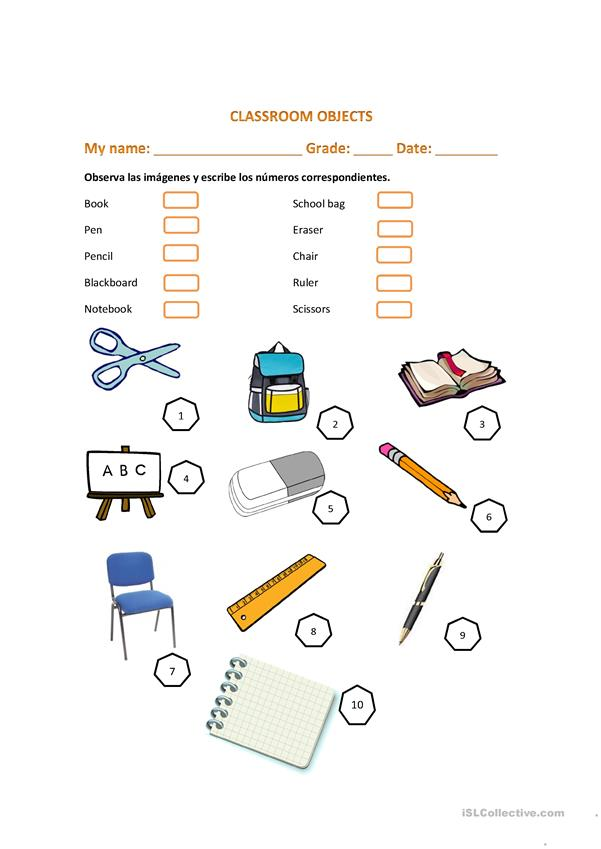 CLASSROOM OBJECTS
My name: ___________________ Grade: _____ Date: ________
Observa las imágenes y escribe los números correspondientes.
Book School bag
Pen Eraser
Pencil Chair
Blackboard Ruler
Notebook Scissors
1 2 3
A B C 4 5 6
7 8 9
10
iSLCollective.com